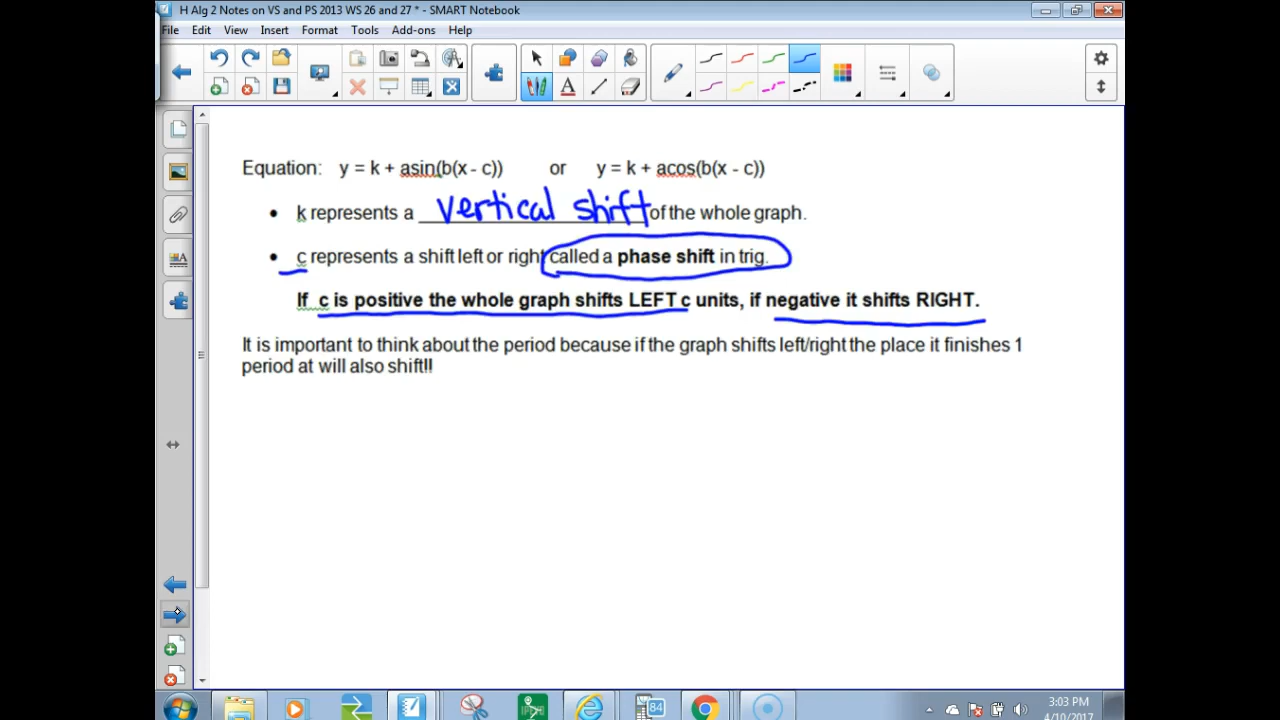 H Alg 2 Notes on VS and PS 2013 WS 26 and 27 * - SMART Notebook
File Edit View Insert Format Tools Add-ons Help
Equation: y = k + asin(b(x - c)) or y = k + acos(b(x - c))
• k represents a vertical shift of the whole graph.
• c represents a shift left or right called a phase shift in trig.
If c is positive the whole graph shifts LEFT c units, if negative it shifts RIGHT.
It is important to think about the period because if the graph shifts left/right the place it finishes 1
period at will also shift!!
84
3:03 PM
4/10/2017